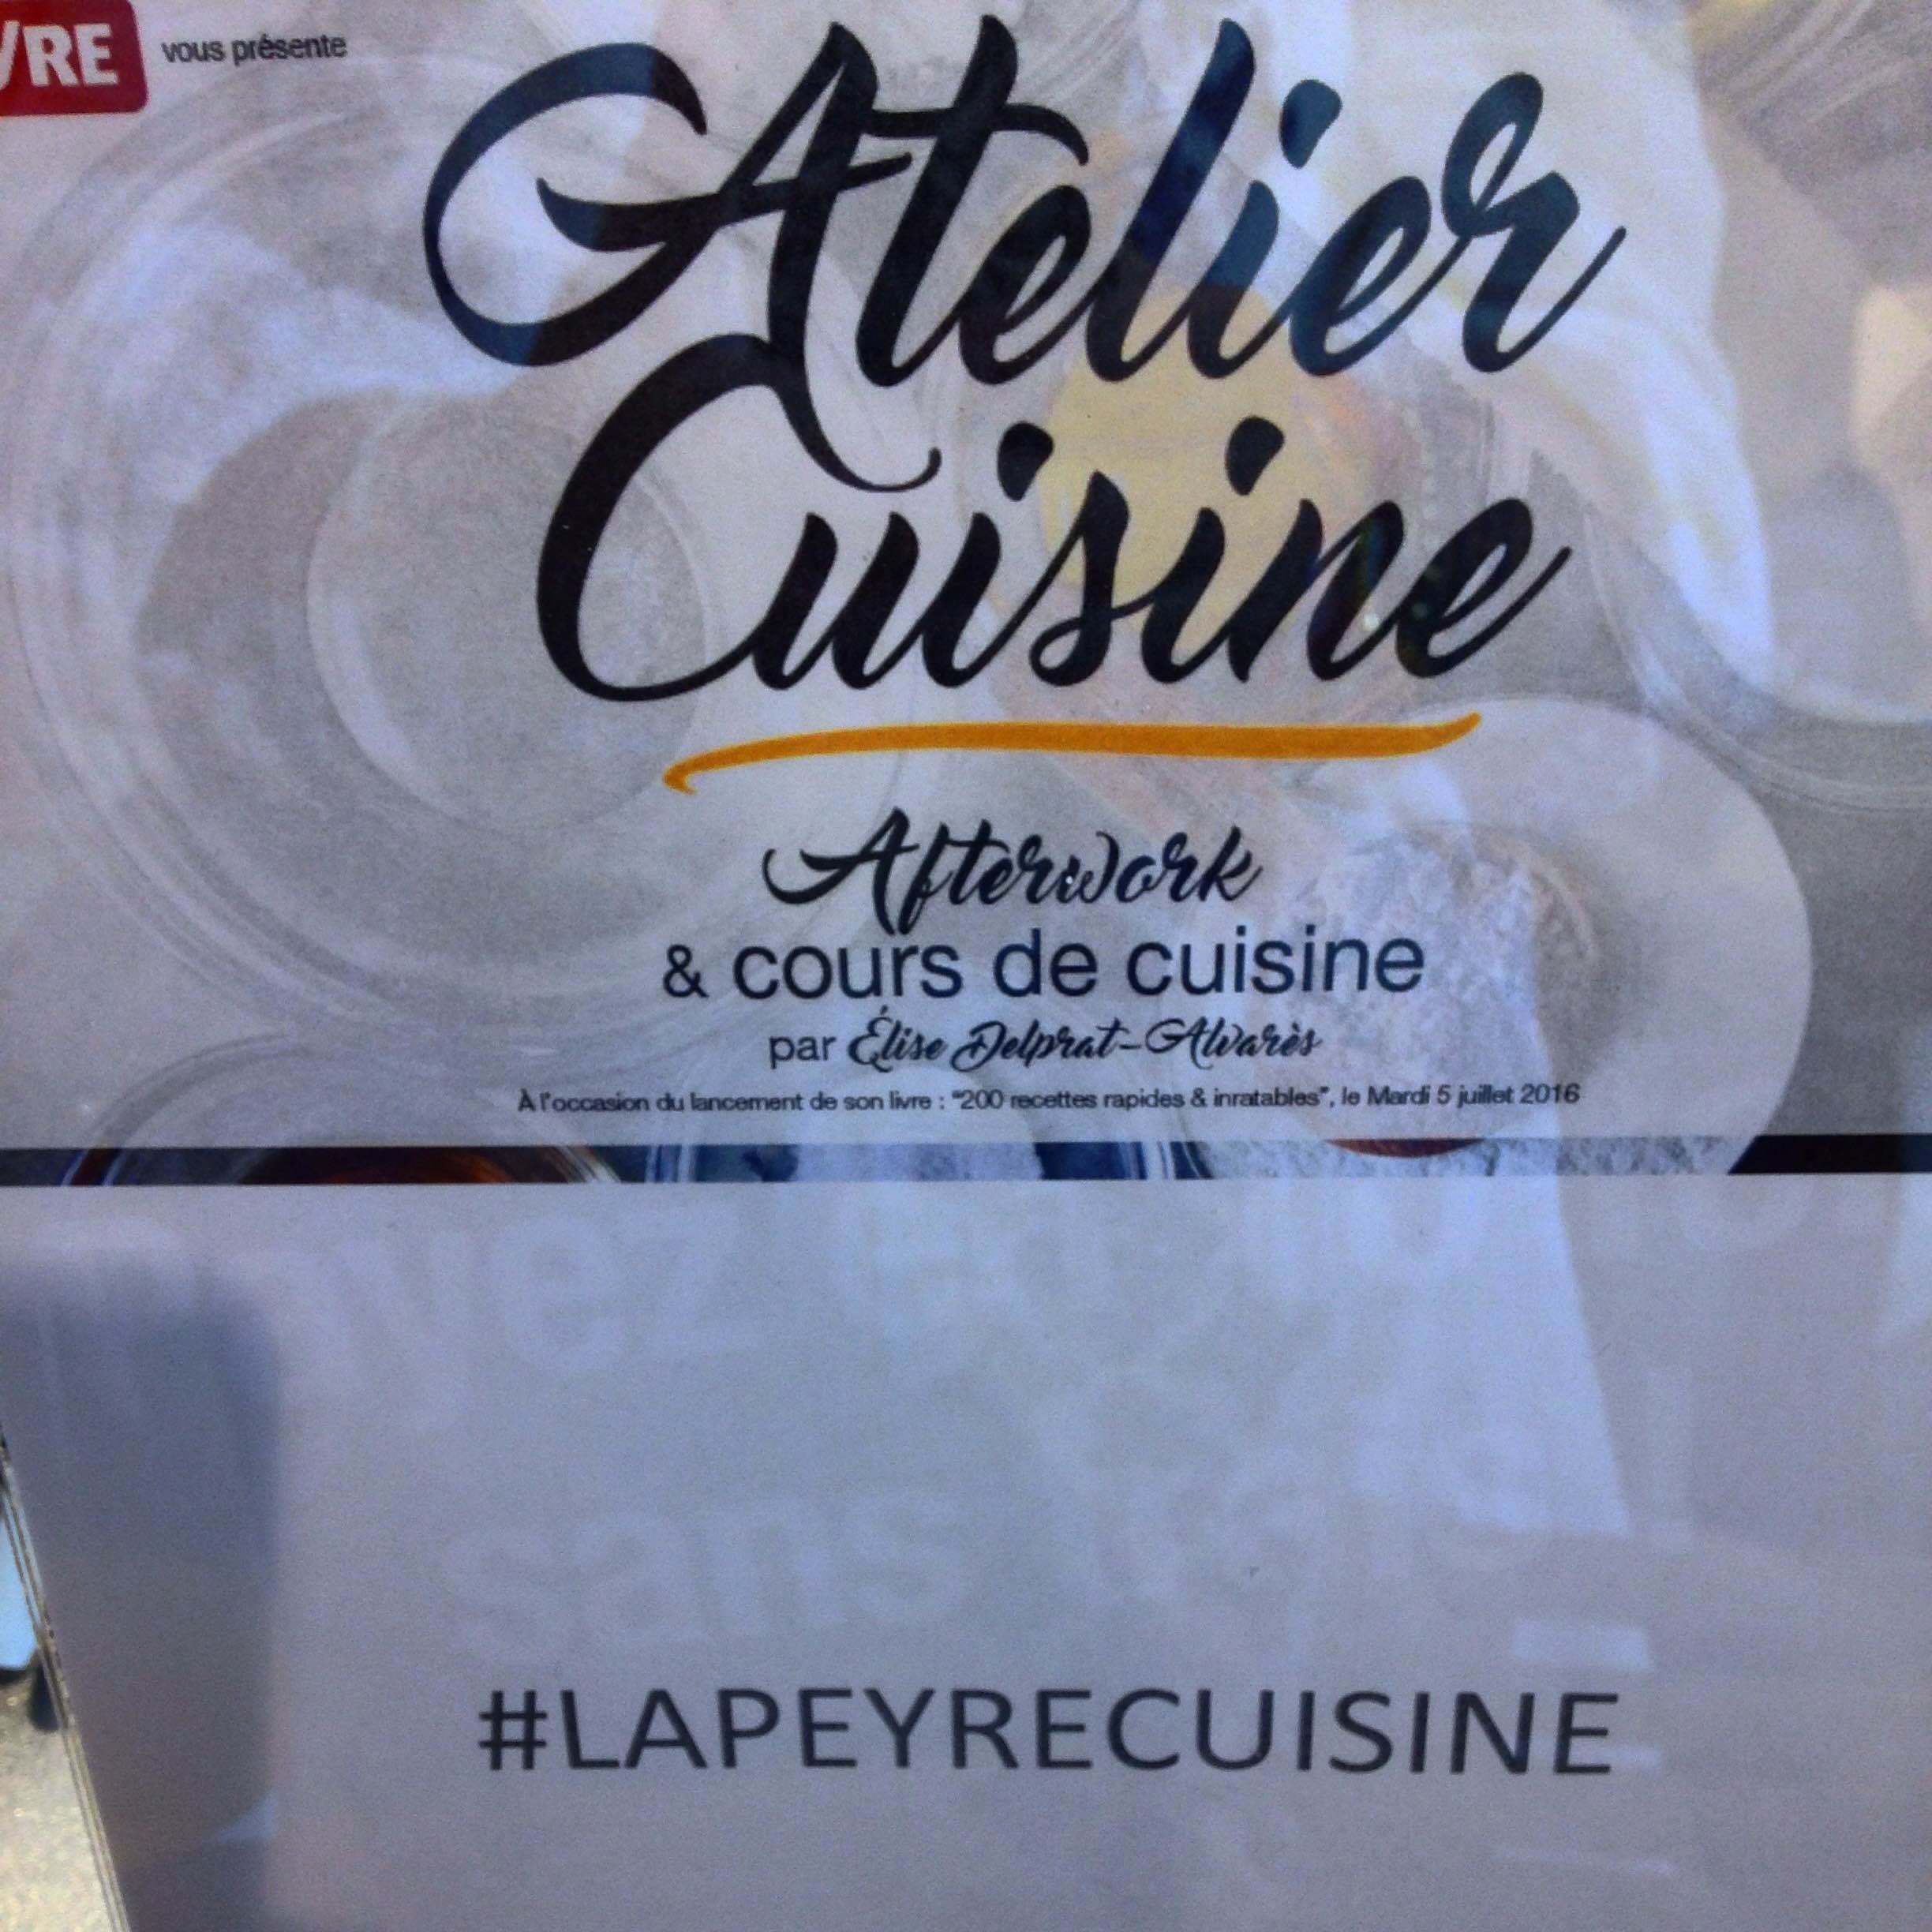 vous présente
Atelier
Cuisine
Afterwork
& cours de cuisine
par Élise Delprat-Alvarès
À l'occasion du lancement de son livre : "200 recettes rapides & inratables", le Mardi 5 juillet 2016
sans
#LAPEYRECUISINE